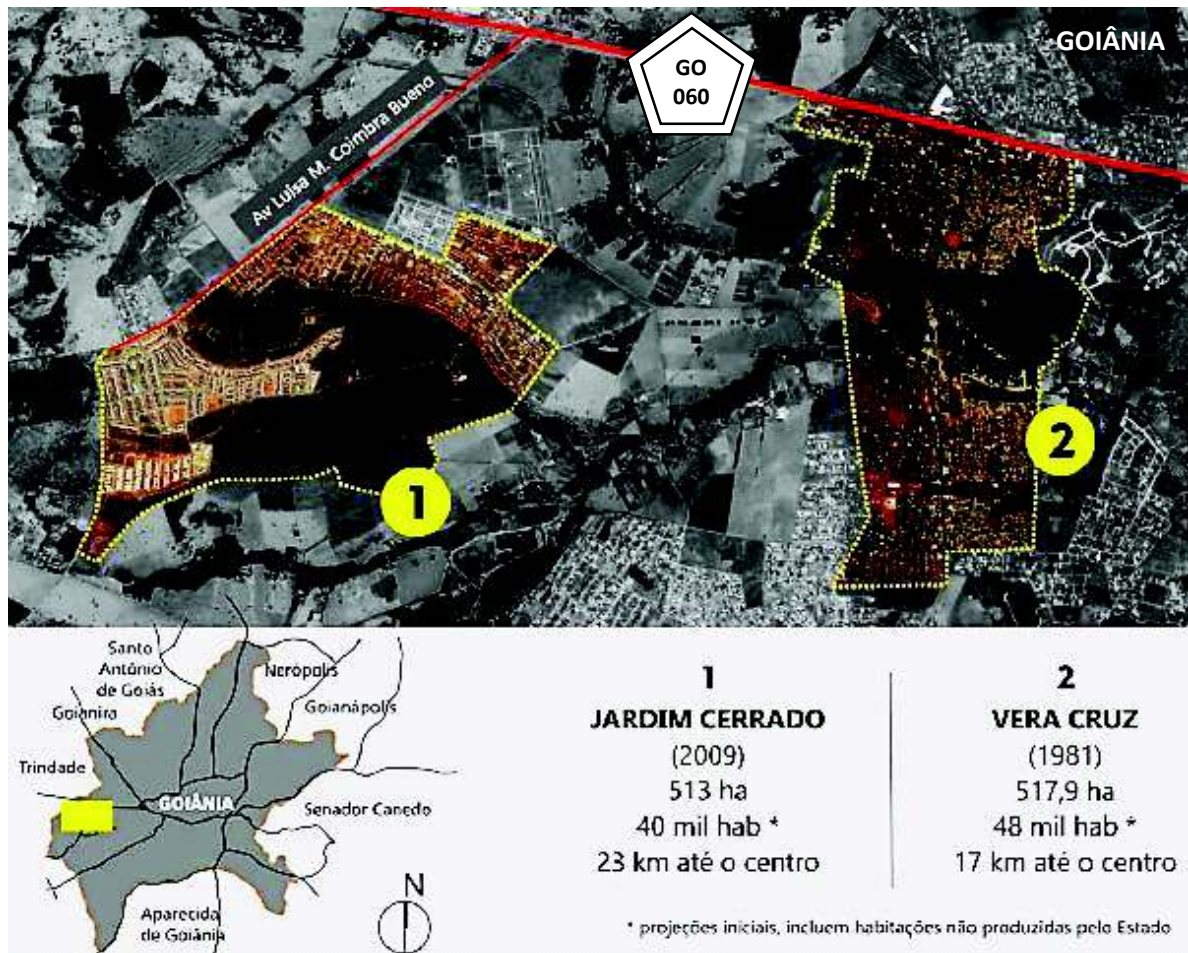 GOIÂNIA
GO
060
Av Luisa M. Coimbra Buena
1
2
Santo
Antônio
de Goiás
Nerópolis
Goianira
Goianápolis
Trindade
GOIÂNIA
Senador Canedo
Aparecida
de Goiânia
N
1
JARDIM CERRADO
(2009)
513 ha
40 mil hab *
23 km até o centro
2
VERA CRUZ
(1981)
517,9 ha
48 mil hab *
17 km até o centro
* projeções iniciais, incluem habitações não produzidas pelo Estado